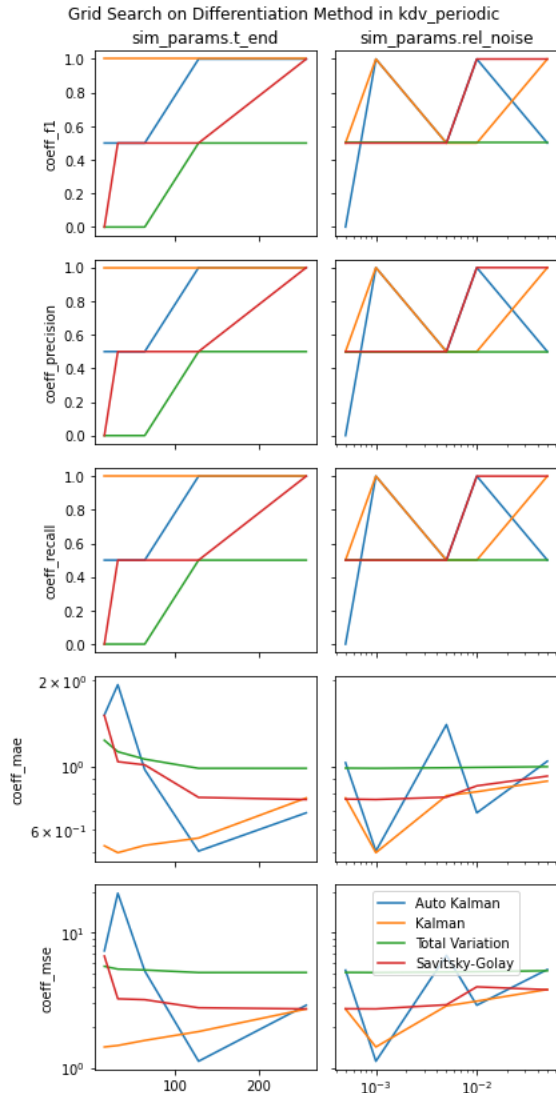 Grid Search on Differentiation Method in kdv_periodic
sim_params.t_end
sim_params.rel_noise
coeff_f1
1.0
0.8
0.6
0.4
0.2
0.0
coeff_precision
1.0
0.8
0.6
0.4
0.2
0.0
coeff_recall
1.0
0.8
0.6
0.4
0.2
0.0
coeff_mae
2 × 10⁰
10⁰
6 × 10⁻¹
coeff_mse
10¹
10⁰
Auto Kalman
Kalman
Total Variation
Savitsky-Golay
100
200
10⁻³
10⁻²